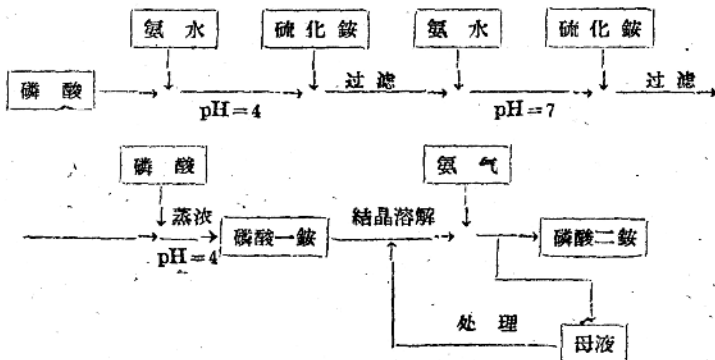 氨水 硫化銨 氨水 硫化銨
磷酸 pH=4 过滤 pH=7 过滤
磷酸 氨气
蒸浓 結晶溶解
pH=4 磷酸一銨 磷酸二銨
处理 母液